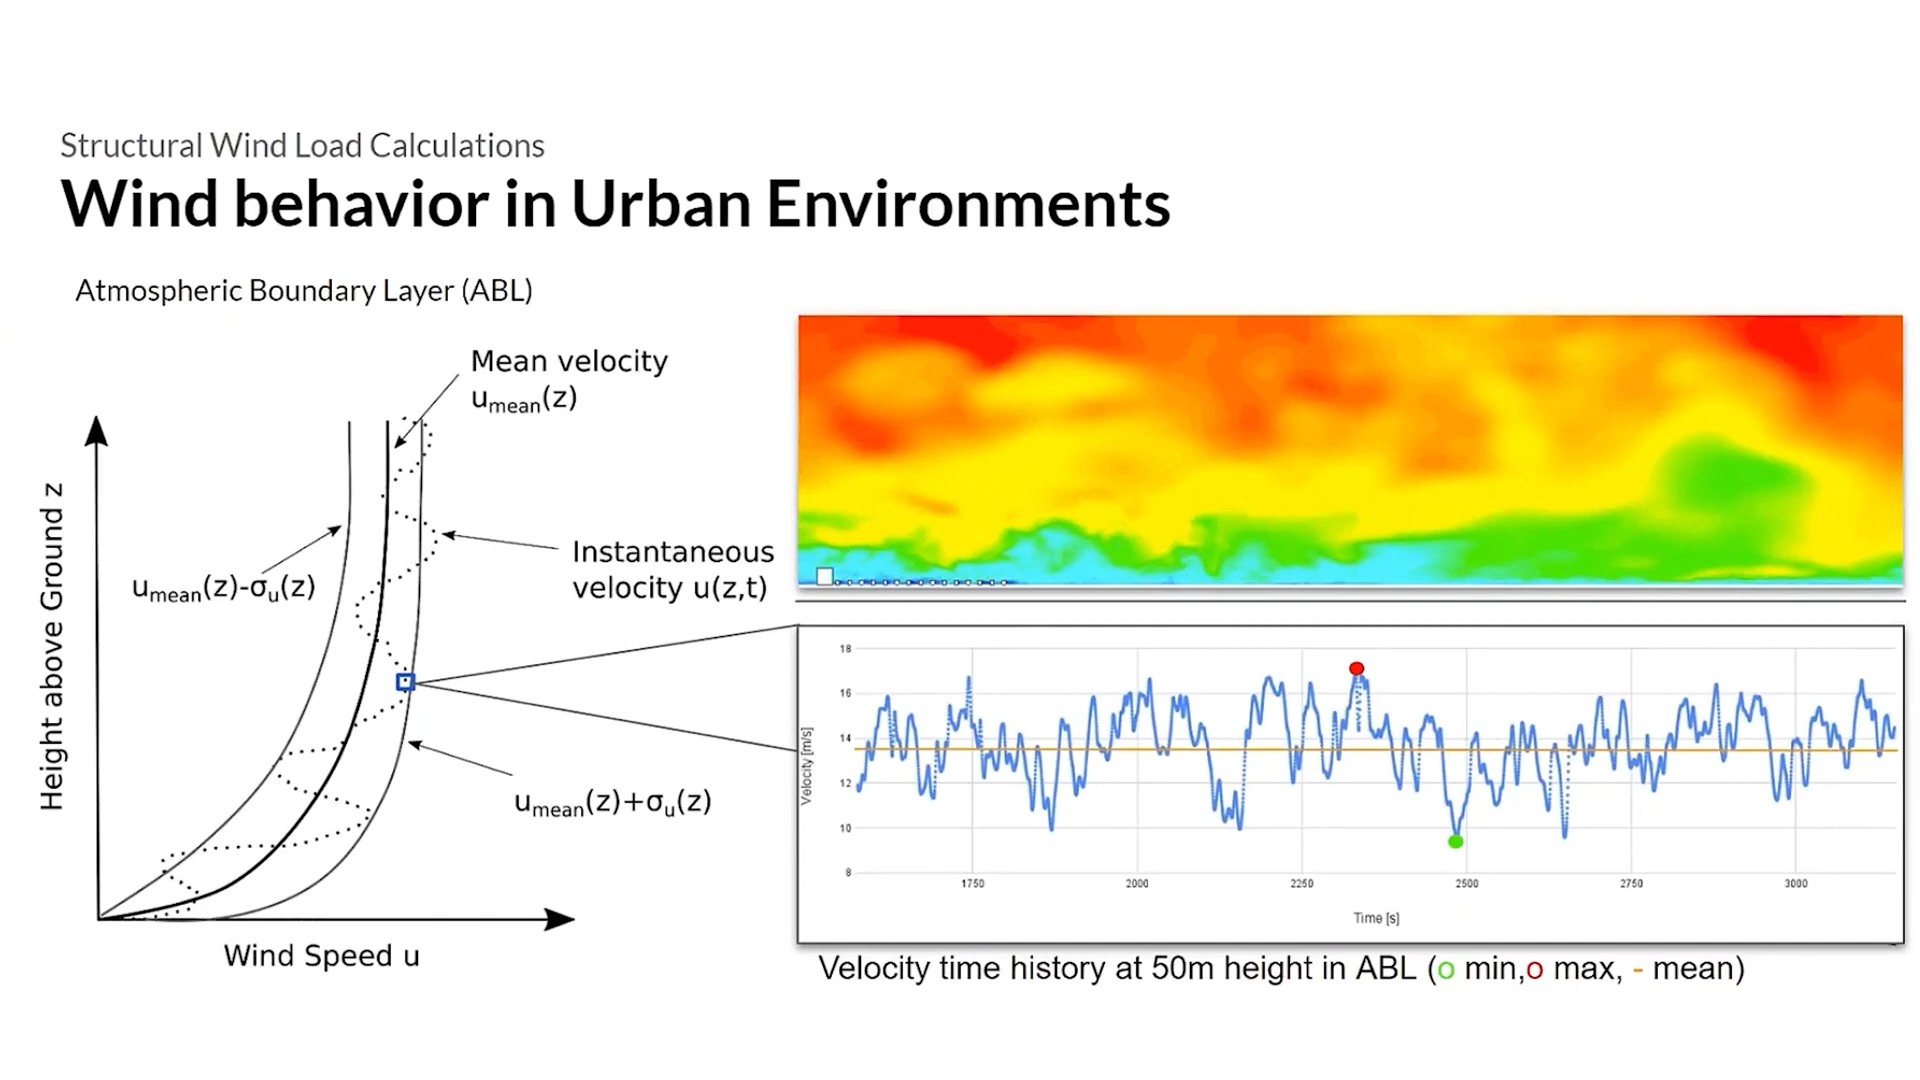 Structural Wind Load Calculations
Wind behavior in Urban Environments
Atmospheric Boundary Layer (ABL)
Mean velocity
uₘₑₐₙ(z)
Height above Ground z
uₘₑₐₙ(z)-σᵤ(z)
Instantaneous
velocity u(z,t)
uₘₑₐₙ(z)+σᵤ(z)
Wind Speed u
Velocity [m/s]
18
16
14
12
10
8
1750 2000 2250 2500 2750 3000
Time [s]
Velocity time history at 50m height in ABL (o min,o max, - mean)